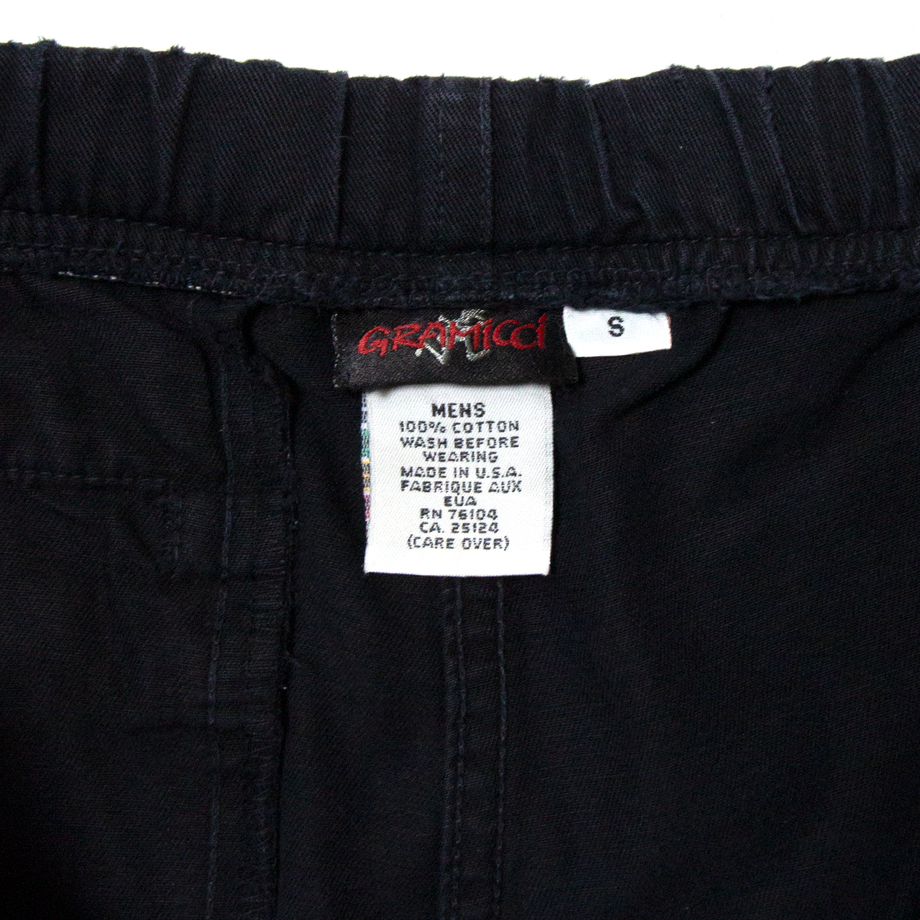 GRAMICCi
S
MENS
100% COTTON
WASH BEFORE
WEARING
MADE IN U.S.A.
FABRIQUE AUX
EUA
RN 76104
CA. 25124
(CARE OVER)